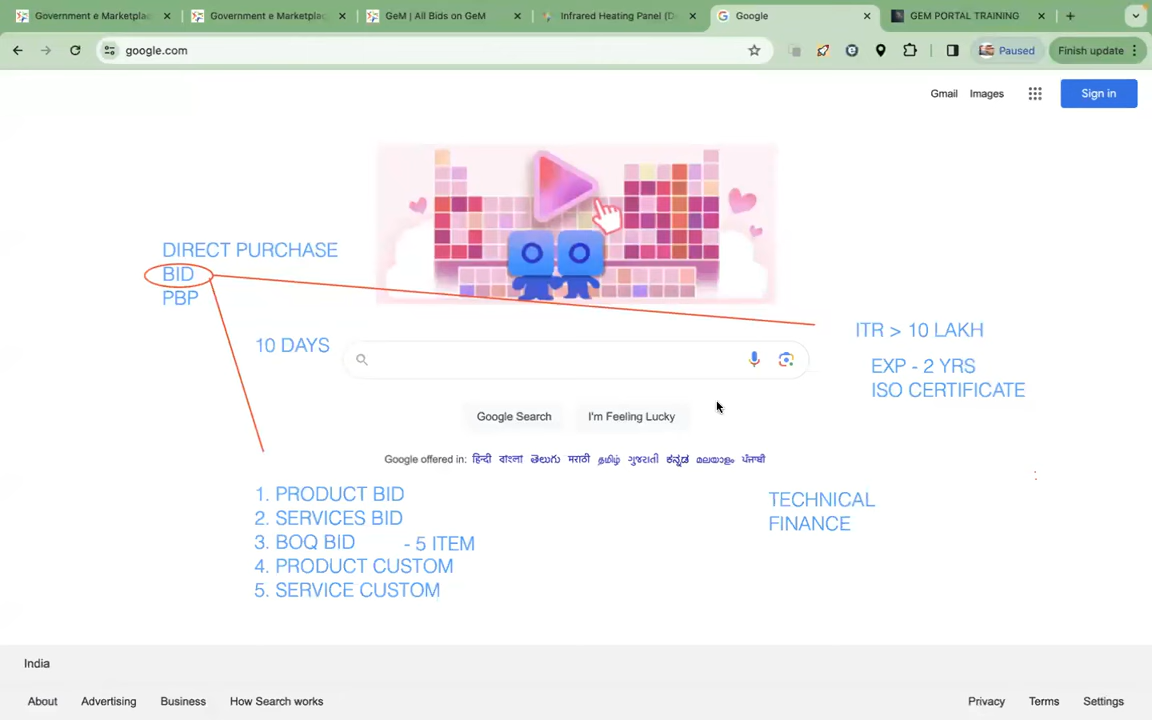 Government e Marketplac
Government e Marketplac
GeM | All Bids on GeM
Infrared Heating Panel (D
Google
GEM PORTAL TRAINING
google.com
Paused
Finish update
Gmail
Images
Sign in
DIRECT PURCHASE
BID
PBP
10 DAYS
ITR > 10 LAKH
EXP - 2 YRS
ISO CERTIFICATE
Google Search
I'm Feeling Lucky
Google offered in: हिन्दी বাংলা తెలుగు मराठी தமிழ் ગુજરાતી ಕನ್ನಡ മലയാളം ਪੰਜਾਬੀ
1. PRODUCT BID
2. SERVICES BID
3. BOQ BID - 5 ITEM
4. PRODUCT CUSTOM
5. SERVICE CUSTOM
TECHNICAL
FINANCE
India
About
Advertising
Business
How Search works
Privacy
Terms
Settings